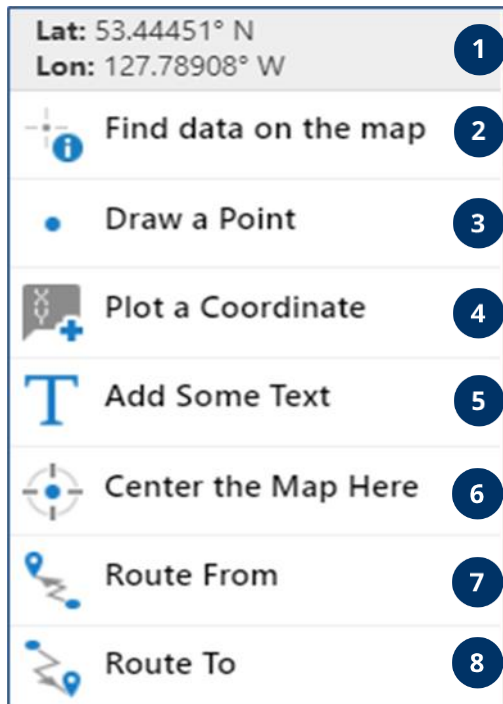 Lat: 53.44451° N
Lon: 127.78908° W
1
Find data on the map
2
Draw a Point
3
XY
Plot a Coordinate
4
Add Some Text
5
Center the Map Here
6
Route From
7
Route To
8